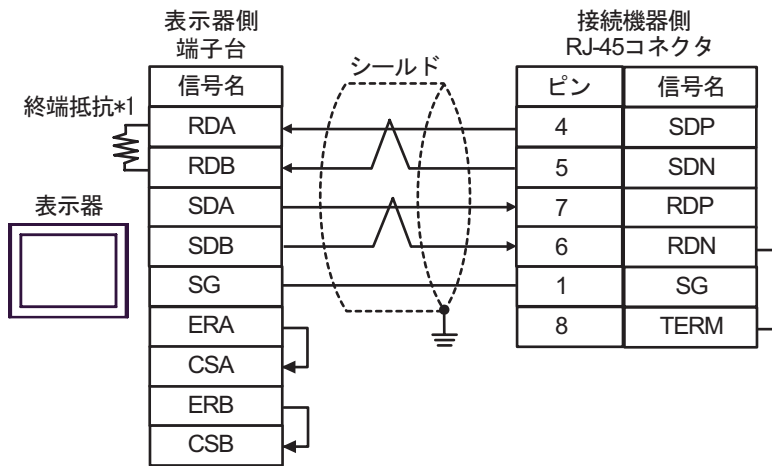 表示器側
端子台
接続機器側
RJ-45コネクタ
シールド
終端抵抗*1
表示器
信号名
RDA
RDB
SDA
SDB
SG
ERA
CSA
ERB
CSB
ピン 信号名
4 SDP
5 SDN
7 RDP
6 RDN
1 SG
8 TERM